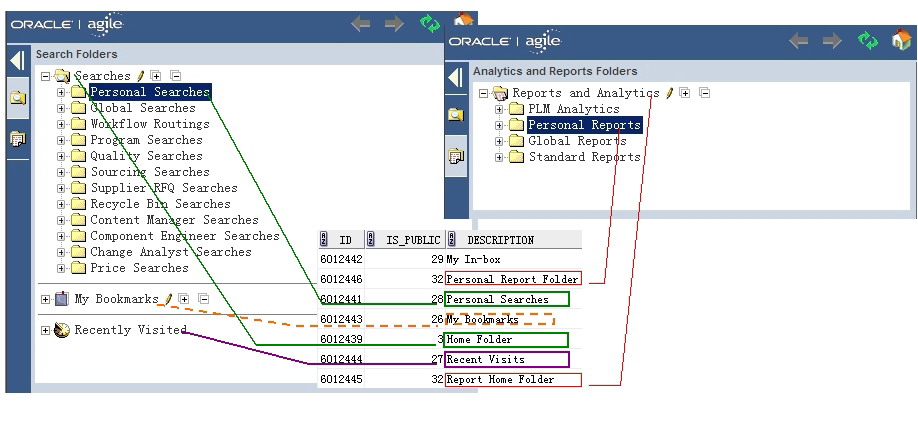 ORACLE | agile
Search Folders
Searches
Personal Searches
Global Searches
Workflow Routings
Program Searches
Quality Searches
Sourcing Searches
Supplier RFQ Searches
Recycle Bin Searches
Content Manager Searches
Component Engineer Searches
Change Analyst Searches
Price Searches
My Bookmarks
Recently Visited
ORACLE | agile
Analytics and Reports Folders
Reports and Analytics
PLM Analytics
Personal Reports
Global Reports
Standard Reports
ID IS_PUBLIC DESCRIPTION
6012442 29 My In-box
6012446 32 Personal Report Folder
6012441 28 Personal Searches
6012443 26 My Bookmarks
6012439 3 Home Folder
6012444 27 Recent Visits
6012445 32 Report Home Folder